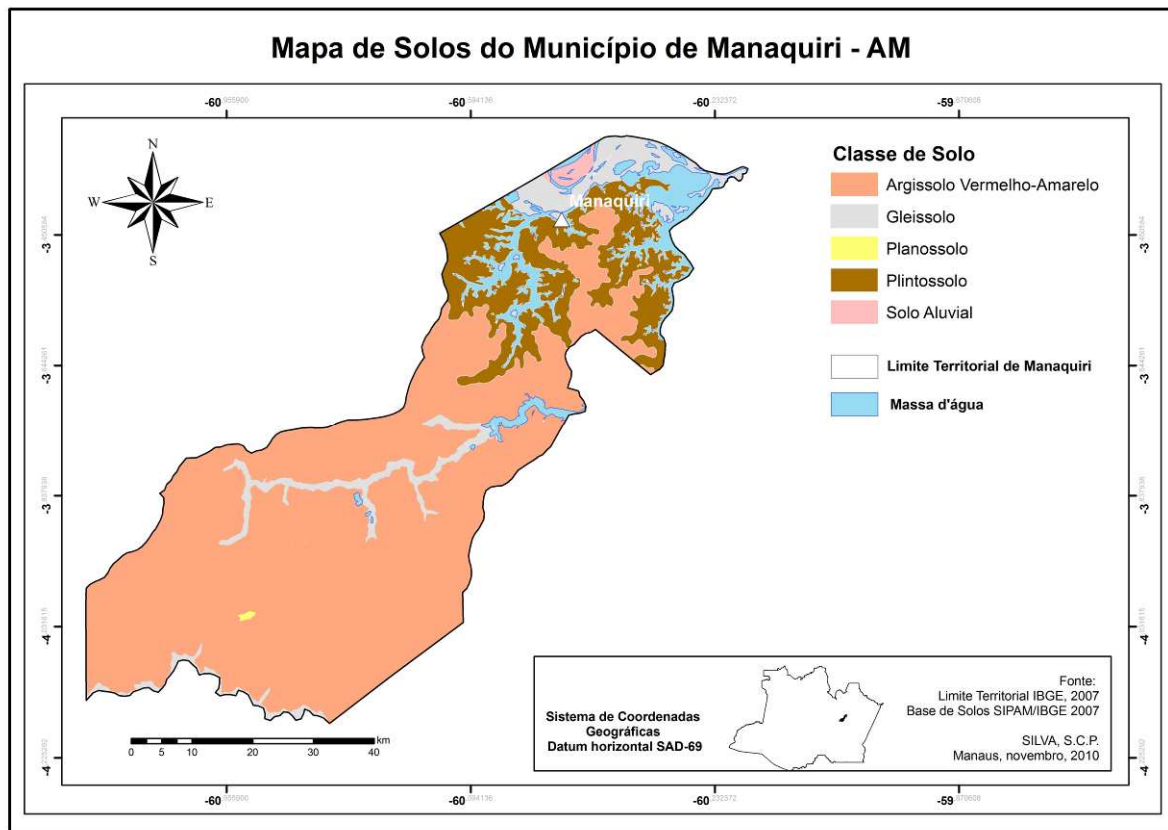 Mapa de Solos do Município de Manaquiri - AM
-60 -60 -60 -59
N
W E
S
Manaquiri
Classe de Solo
Argissolo Vermelho-Amarelo
Gleissolo
Planossolo
Plintossolo
Solo Aluvial
Limite Territorial de Manaquiri
Massa d'água
-3 -3
-3 -3
-3 -3
-4 -4
-4 -4
0 5 10 20 30 40 km
Sistema de Coordenadas
Geográficas
Datum horizontal SAD-69
Fonte:
Limite Territorial IBGE, 2007
Base de Solos SIPAM/IBGE 2007
SILVA, S.C.P.
Manaus, novembro, 2010
-60 -60 -60 -59